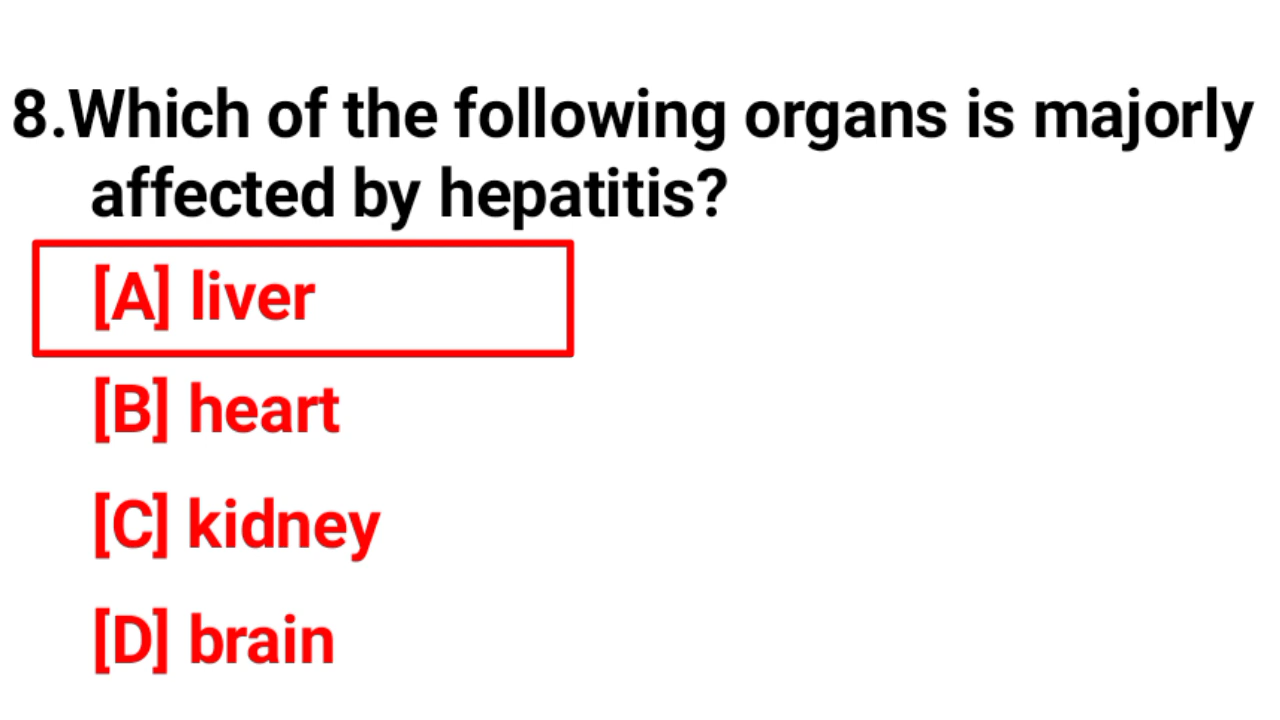 8.Which of the following organs is majorly
affected by hepatitis?
[A] liver
[B] heart
[C] kidney
[D] brain